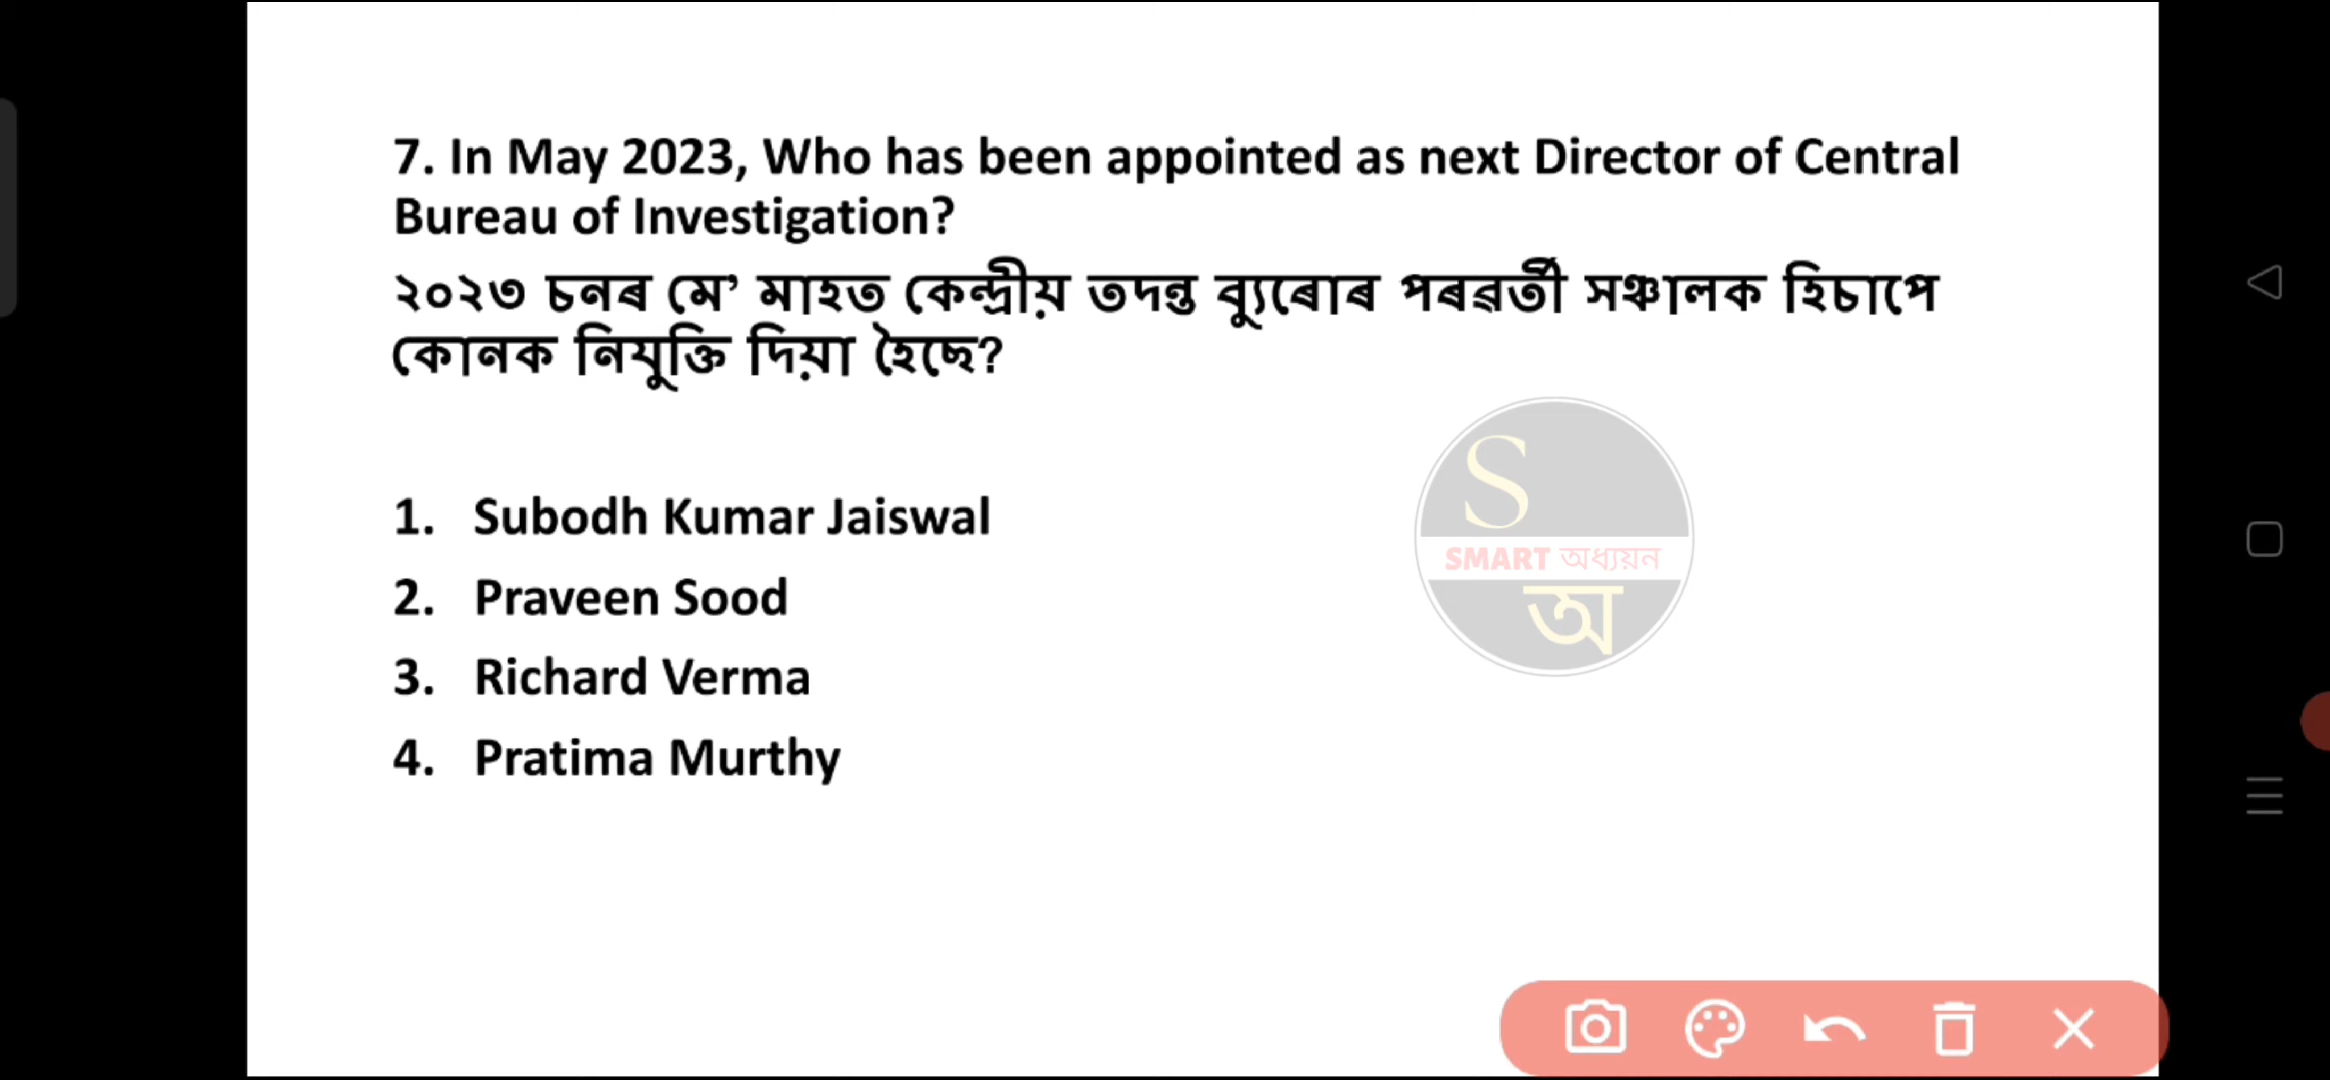 7. In May 2023, Who has been appointed as next Director of Central
Bureau of Investigation?
২০২৩ চনৰ মে’ মাহত কেন্দ্ৰীয় তদন্ত ব্যুৰোৰ পৰৱৰ্তী সঞ্চালক হিচাপে
কোনক নিযুক্তি দিয়া হৈছে?
1. Subodh Kumar Jaiswal
2. Praveen Sood
3. Richard Verma
4. Pratima Murthy
S
SMART অধ্যয়ন
অ